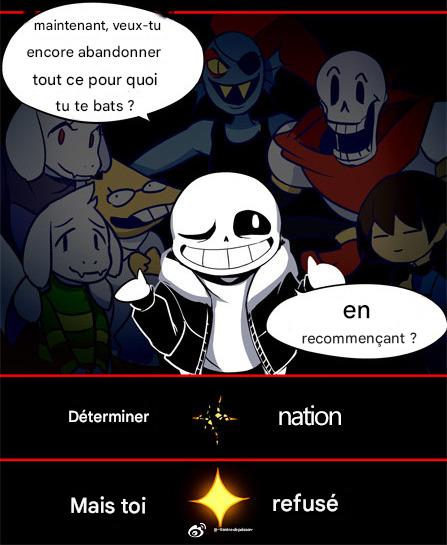 maintenant, veux-tu
encore abandonner
tout ce pour quoi
tu te bats ?
en
recommençant ?
Déterminer nation
Mais toi refusé